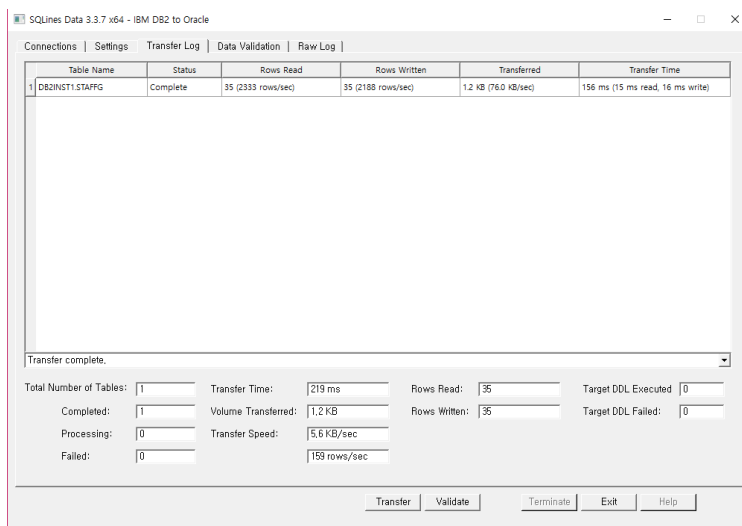 SQLines Data 3.3.7 x64 - IBM DB2 to Oracle
Connections | Settings | Transfer Log | Data Validation | Raw Log |
Table Name Status Rows Read Rows Written Transferred Transfer Time
1 DB2INST1.STAFFG Complete 35 (2333 rows/sec) 35 (2188 rows/sec) 1.2 KB (76.0 KB/sec) 156 ms (15 ms read, 16 ms write)
Transfer complete.
Total Number of Tables: 1 Transfer Time: 219 ms Rows Read: 35 Target DDL Executed 0
Completed: 1 Volume Transferred: 1.2 KB Rows Written: 35 Target DDL Failed: 0
Processing: 0 Transfer Speed: 5.6 KB/sec
Failed: 0 159 rows/sec
Transfer Validate Terminate Exit Help